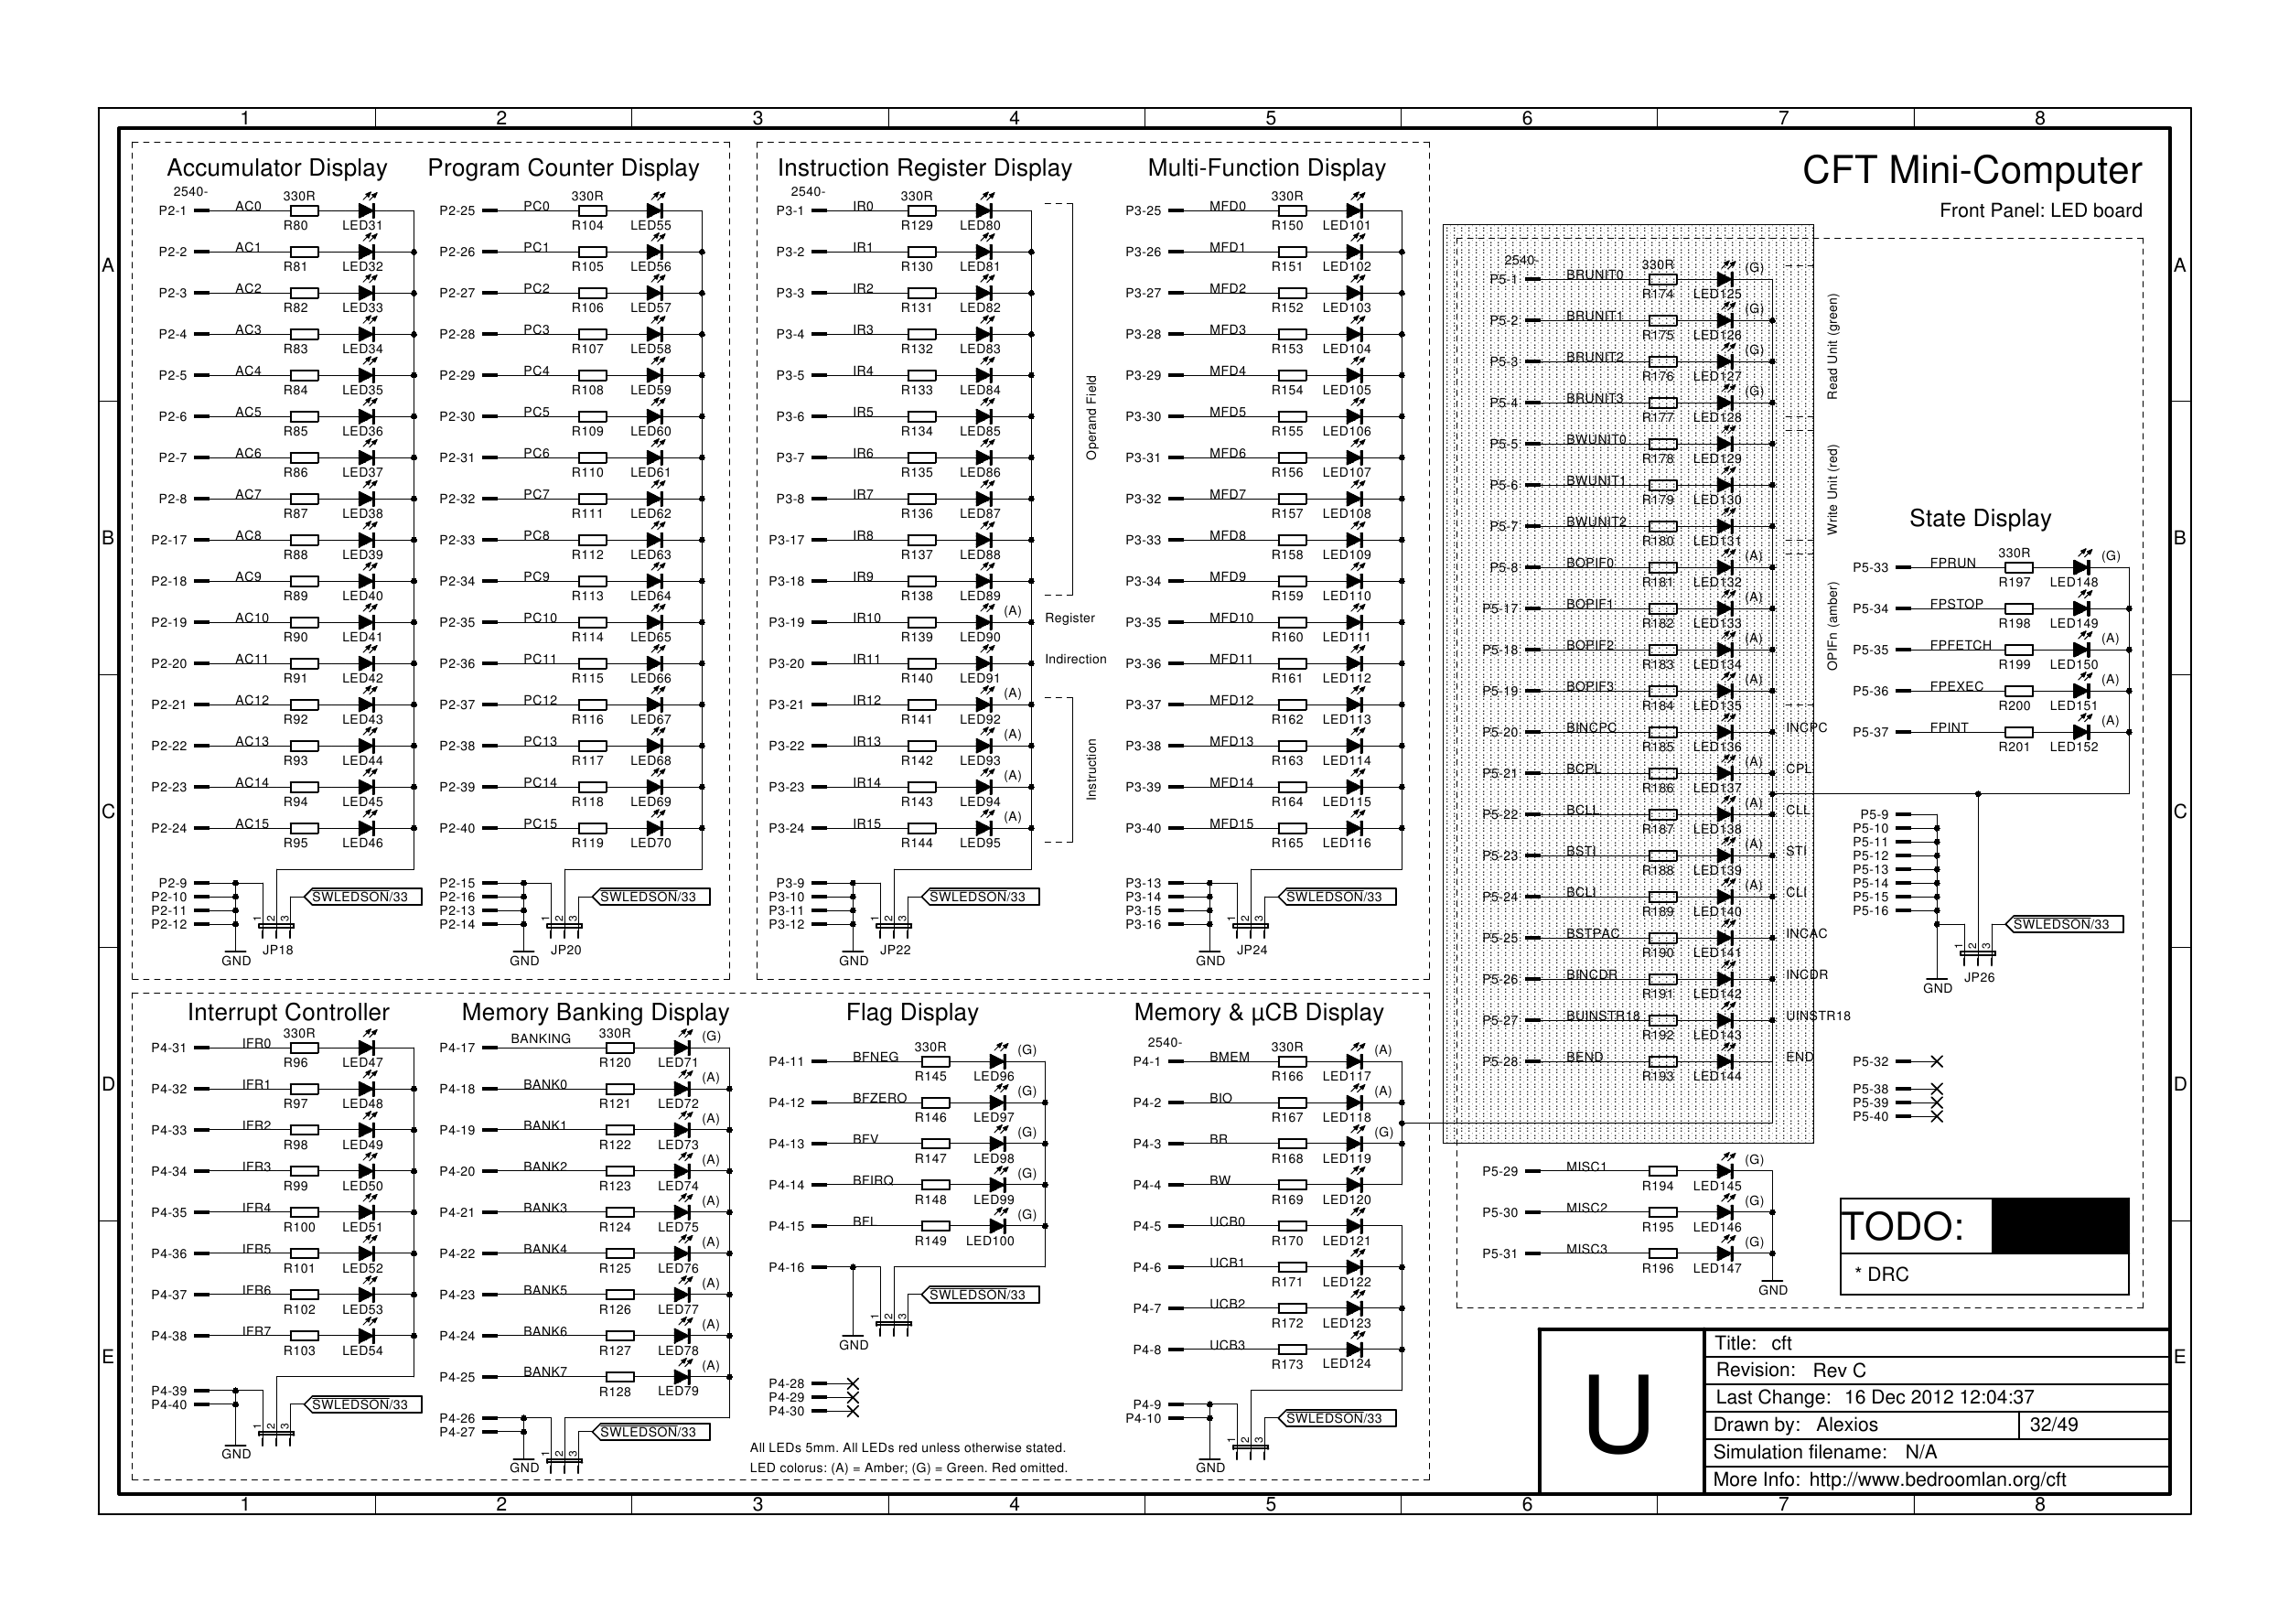 1 2 3 4 5 6 7 8
A
B
C
D
E
CFT Mini-Computer
Front Panel: LED board
Accumulator Display
2540- 330R
P2-1 AC0 R80 LED31
P2-2 AC1 R81 LED32
P2-3 AC2 R82 LED33
P2-4 AC3 R83 LED34
P2-5 AC4 R84 LED35
P2-6 AC5 R85 LED36
P2-7 AC6 R86 LED37
P2-8 AC7 R87 LED38
P2-17 AC8 R88 LED39
P2-18 AC9 R89 LED40
P2-19 AC10 R90 LED41
P2-20 AC11 R91 LED42
P2-21 AC12 R92 LED43
P2-22 AC13 R93 LED44
P2-23 AC14 R94 LED45
P2-24 AC15 R95 LED46
P2-9
P2-10
P2-11
P2-12
1 2 3
SWLEDSON/33
GND JP18
Program Counter Display
330R
P2-25 PC0 R104 LED55
P2-26 PC1 R105 LED56
P2-27 PC2 R106 LED57
P2-28 PC3 R107 LED58
P2-29 PC4 R108 LED59
P2-30 PC5 R109 LED60
P2-31 PC6 R110 LED61
P2-32 PC7 R111 LED62
P2-33 PC8 R112 LED63
P2-34 PC9 R113 LED64
P2-35 PC10 R114 LED65
P2-36 PC11 R115 LED66
P2-37 PC12 R116 LED67
P2-38 PC13 R117 LED68
P2-39 PC14 R118 LED69
P2-40 PC15 R119 LED70
P2-15
P2-16
P2-13
P2-14
1 2 3
SWLEDSON/33
GND JP20
Instruction Register Display
2540- 330R
P3-1 IR0 R129 LED80
P3-2 IR1 R130 LED81
P3-3 IR2 R131 LED82
P3-4 IR3 R132 LED83
P3-5 IR4 R133 LED84
P3-6 IR5 R134 LED85
P3-7 IR6 R135 LED86
P3-8 IR7 R136 LED87
P3-17 IR8 R137 LED88
P3-18 IR9 R138 LED89
P3-19 IR10 R139 LED90 (A)
P3-20 IR11 R140 LED91
P3-21 IR12 R141 LED92 (A)
P3-22 IR13 R142 LED93 (A)
P3-23 IR14 R143 LED94 (A)
P3-24 IR15 R144 LED95 (A)
Operand Field
Register
Indirection
Instruction
P3-9
P3-10
P3-11
P3-12
1 2 3
SWLEDSON/33
GND JP22
Multi-Function Display
330R
P3-25 MFD0 R150 LED101
P3-26 MFD1 R151 LED102
P3-27 MFD2 R152 LED103
P3-28 MFD3 R153 LED104
P3-29 MFD4 R154 LED105
P3-30 MFD5 R155 LED106
P3-31 MFD6 R156 LED107
P3-32 MFD7 R157 LED108
P3-33 MFD8 R158 LED109
P3-34 MFD9 R159 LED110
P3-35 MFD10 R160 LED111
P3-36 MFD11 R161 LED112
P3-37 MFD12 R162 LED113
P3-38 MFD13 R163 LED114
P3-39 MFD14 R164 LED115
P3-40 MFD15 R165 LED116
P3-13
P3-14
P3-15
P3-16
1 2 3
SWLEDSON/33
GND JP24
2540- 330R
P5-1 BRUNIT0 R174 LED125 (G)
P5-2 BRUNIT1 R175 LED126 (G)
P5-3 BRUNIT2 R176 LED127 (G)
P5-4 BRUNIT3 R177 LED128 (G)
P5-5 BWUNIT0 R178 LED129
P5-6 BWUNIT1 R179 LED130
P5-7 BWUNIT2 R180 LED131
P5-8 BOPIF0 R181 LED132 (A)
P5-17 BOPIF1 R182 LED133 (A)
P5-18 BOPIF2 R183 LED134 (A)
P5-19 BOPIF3 R184 LED135 (A)
P5-20 BINCPC R185 LED136 INCPC
P5-21 BCPL R186 LED137 (A) CPL
P5-22 BCLL R187 LED138 (A) CLL
P5-23 BSTI R188 LED139 (A) STI
P5-24 BCLI R189 LED140 (A) CLI
P5-25 BSTPAC R190 LED141 INCAC
P5-26 BINCDR R191 LED142 INCDR
P5-27 BUINSTR18 R192 LED143 UINSTR18
P5-28 BEND R193 LED144 END
Read Unit (green)
Write Unit (red)
OPIFn (amber)
P5-29 MISC1 R194 LED145 (G)
P5-30 MISC2 R195 LED146 (G)
P5-31 MISC3 R196 LED147 (G)
GND
State Display
330R
P5-33 FPRUN R197 LED148 (G)
P5-34 FPSTOP R198 LED149
P5-35 FPFETCH R199 LED150 (A)
P5-36 FPEXEC R200 LED151 (A)
P5-37 FPINT R201 LED152 (A)
P5-9
P5-10
P5-11
P5-12
P5-13
P5-14
P5-15
P5-16
1 2 3
SWLEDSON/33
GND JP26
P5-32
P5-38
P5-39
P5-40
Interrupt Controller
330R
P4-31 IFR0 R96 LED47
P4-32 IFR1 R97 LED48
P4-33 IFR2 R98 LED49
P4-34 IFR3 R99 LED50
P4-35 IFR4 R100 LED51
P4-36 IFR5 R101 LED52
P4-37 IFR6 R102 LED53
P4-38 IFR7 R103 LED54
P4-39
P4-40
1 2 3
SWLEDSON/33
GND
Memory Banking Display
330R
P4-17 BANKING R120 LED71 (G)
P4-18 BANK0 R121 LED72 (A)
P4-19 BANK1 R122 LED73 (A)
P4-20 BANK2 R123 LED74 (A)
P4-21 BANK3 R124 LED75 (A)
P4-22 BANK4 R125 LED76 (A)
P4-23 BANK5 R126 LED77 (A)
P4-24 BANK6 R127 LED78 (A)
P4-25 BANK7 R128 LED79 (A)
P4-26
P4-27
1 2 3
SWLEDSON/33
GND
Flag Display
330R
P4-11 BFNEG R145 LED96 (G)
P4-12 BFZERO R146 LED97 (G)
P4-13 BFV R147 LED98 (G)
P4-14 BFIRQ R148 LED99 (G)
P4-15 BFL R149 LED100 (G)
P4-16
1 2 3
SWLEDSON/33
GND
P4-28
P4-29
P4-30
All LEDs 5mm. All LEDs red unless otherwise stated.
LED colorus: (A) = Amber; (G) = Green. Red omitted.
Memory & µCB Display
2540- 330R
P4-1 BMEM R166 LED117 (A)
P4-2 BIO R167 LED118 (A)
P4-3 BR R168 LED119 (G)
P4-4 BW R169 LED120
P4-5 UCB0 R170 LED121
P4-6 UCB1 R171 LED122
P4-7 UCB2 R172 LED123
P4-8 UCB3 R173 LED124
P4-9
P4-10
1 2 3
SWLEDSON/33
GND
TODO:
* DRC
U
Title: cft
Revision: Rev C
Last Change: 16 Dec 2012 12:04:37
Drawn by: Alexios 32/49
Simulation filename: N/A
More Info: http://www.bedroomlan.org/cft
A
B
C
D
E
1 2 3 4 5 6 7 8